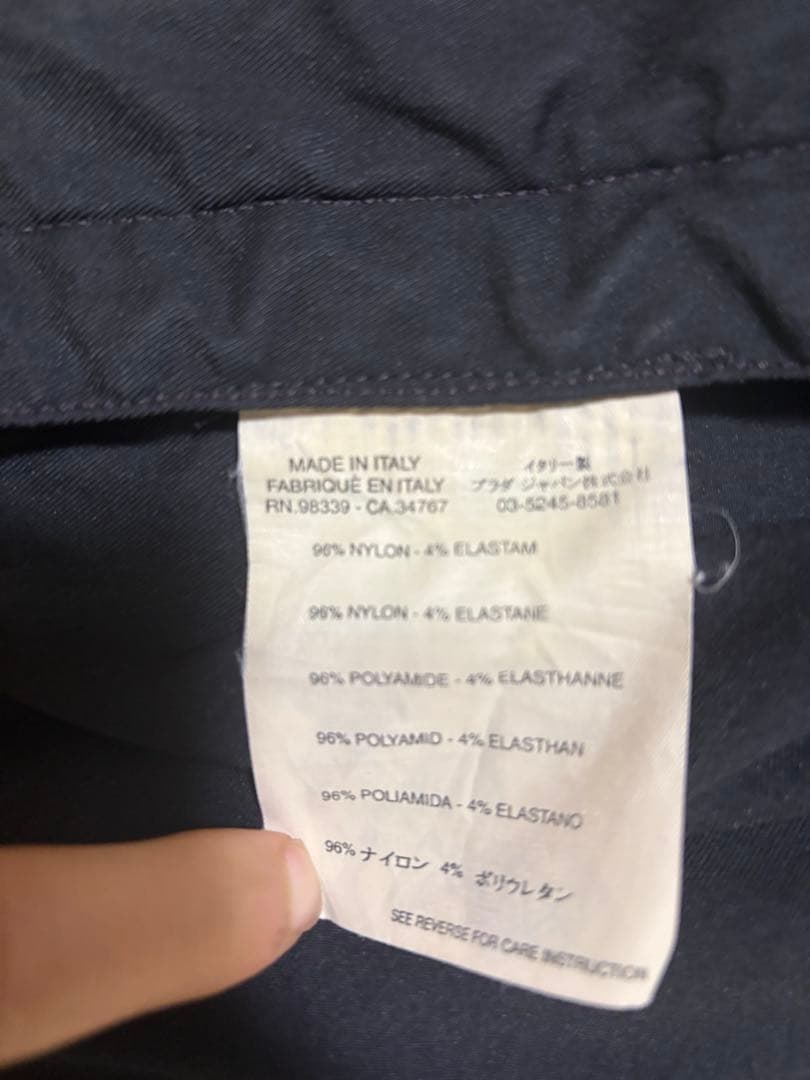 MADE IN ITALY イタリー製
FABRIQUÈ EN ITALY プラダ ジャパン株式会社
RN.98339 - CA.34767 03-5245-8581
96% NYLON - 4% ELASTAM
96% NYLON - 4% ELASTANE
96% POLYAMIDE - 4% ELASTHANNE
96% POLYAMID - 4% ELASTHAN
96% POLIAMIDA - 4% ELASTANO
96% ナイロン 4% ポリウレタン
SEE REVERSE FOR CARE INSTRUCTION